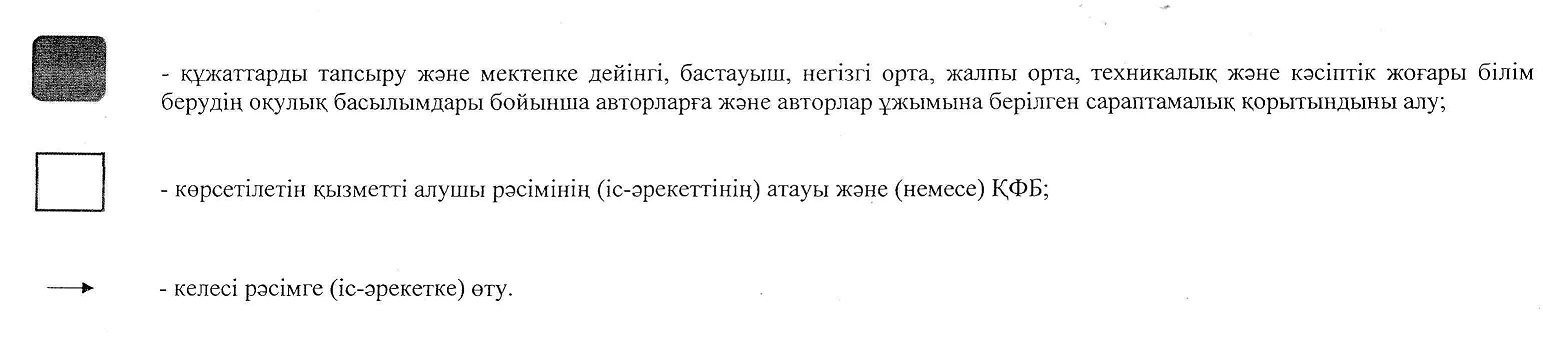 - құжаттарды тапсыру және мектепке дейінгі, бастауыш, негізгі орта, жалпы орта, техникалық және кәсіптік жоғары білім
берудің оқулық басылымдары бойынша авторларға және авторлар ұжымына берілген сараптамалық қорытындыны алу;
- көрсетілетін қызметті алушы рәсімінің (іс-әрекеттінің) атауы және (немесе) ҚФБ;
- келесі рәсімге (іс-әрекетке) өту.